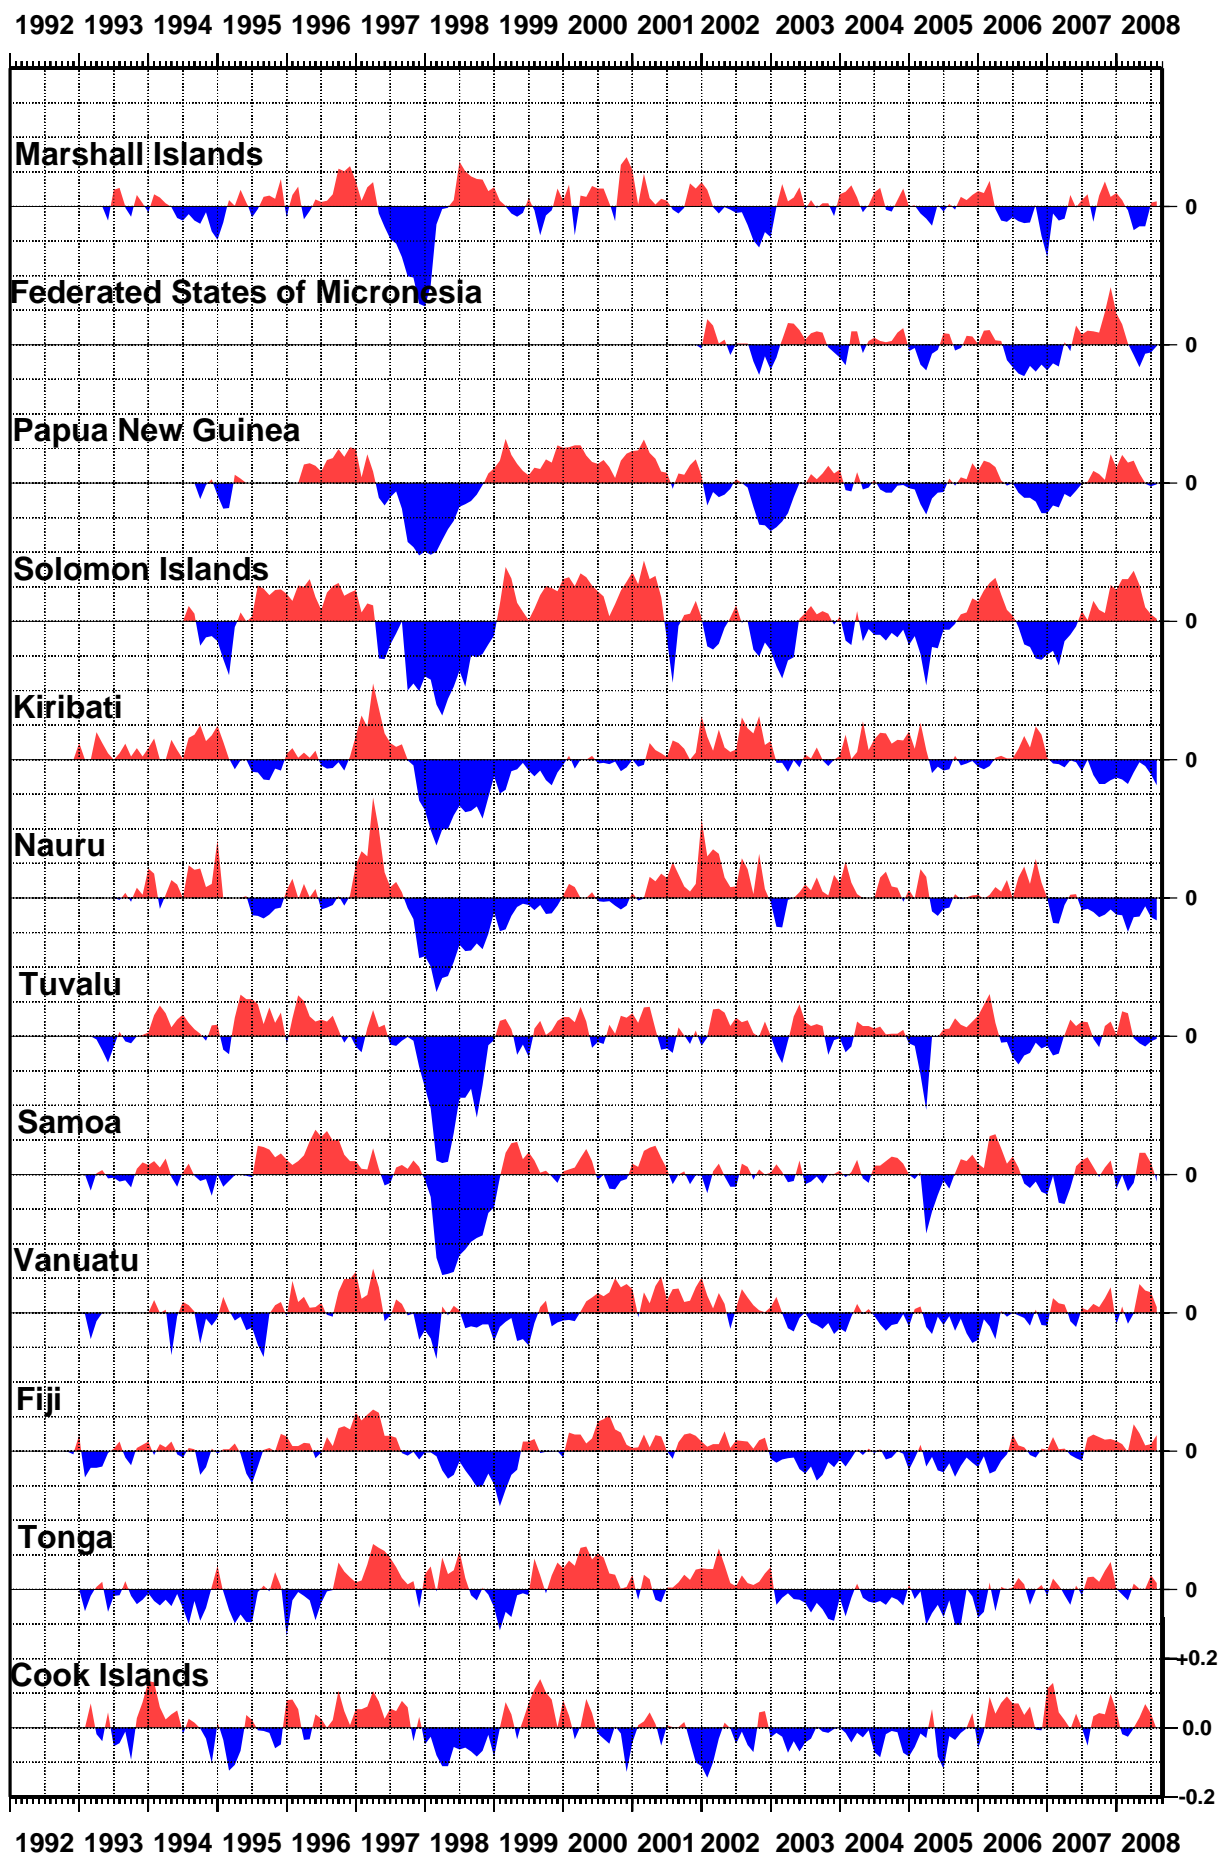 1992 1993 1994 1995 1996 1997 1998 1999 2000 2001 2002 2003 2004 2005 2006 2007 2008
Marshall Islands
0
Federated States of Micronesia
0
Papua New Guinea
0
Solomon Islands
0
Kiribati
0
Nauru
0
Tuvalu
0
Samoa
0
Vanuatu
0
Fiji
0
Tonga
0
+0.2
Cook Islands
0.0
-0.2
1992 1993 1994 1995 1996 1997 1998 1999 2000 2001 2002 2003 2004 2005 2006 2007 2008